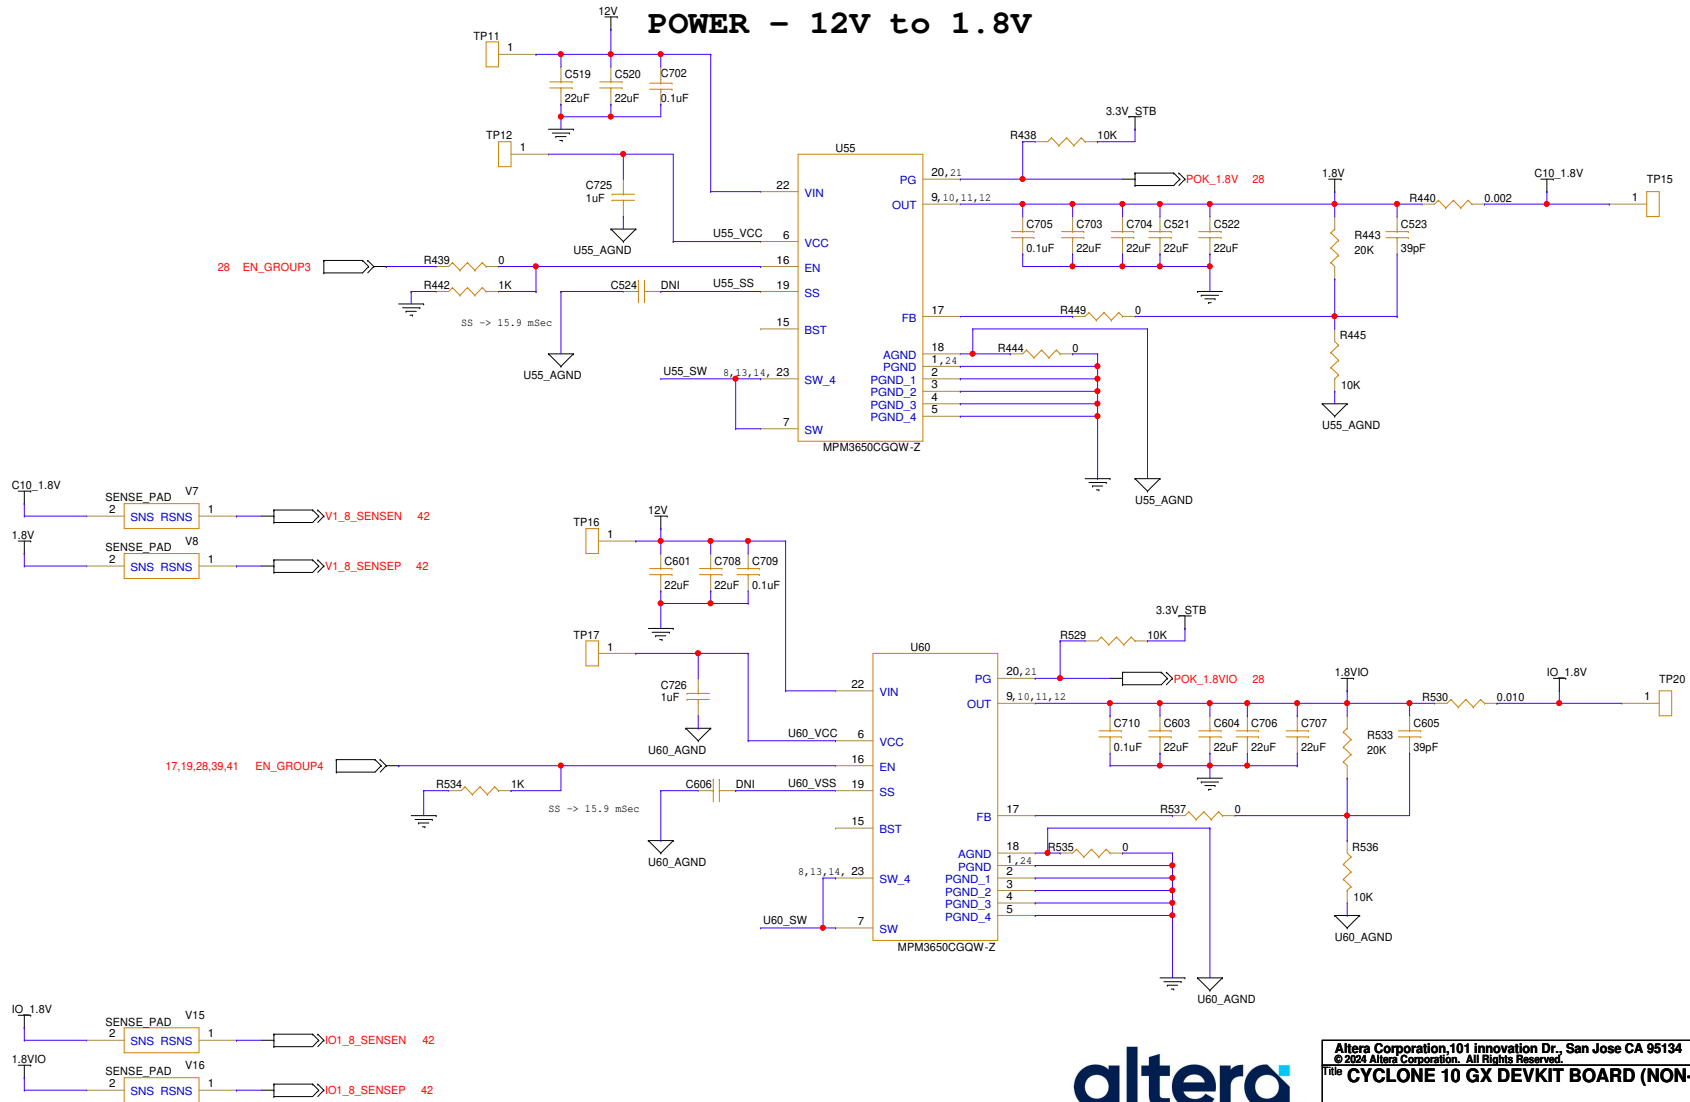 POWER - 12V to 1.8V
12V
TP11
1
C519
22uF
C520
22uF
C702
0.1uF
TP12
1
C725
1uF
U55_AGND
3.3V_STB
R438
10K
U55
22
VIN
PG
20,21
POK_1.8V 28
OUT
9,10,11,12
1.8V
C10_1.8V
TP15
1
R440
0.002
C705
0.1uF
C703
22uF
C704
22uF
C521
22uF
C522
22uF
R443
20K
C523
39pF
U55_VCC
6
VCC
28 EN_GROUP3
R439
0
16
EN
R442
1K
C524
DNI
U55_SS
19
SS
SS -> 15.9 mSec
15
BST
FB
17
R449
0
R445
10K
U55_AGND
AGND
18
R444
0
PGND
1,24
PGND_1
2
PGND_2
3
PGND_3
4
PGND_4
5
U55_SW
8,13,14, 23
SW_4
7
SW
U55_AGND
MPM3650CGQW-Z
U55_AGND
C10_1.8V
SENSE_PAD
V7
2
SNS RSNS
1
V1_8_SENSEN 42
1.8V
SENSE_PAD
V8
2
SNS RSNS
1
V1_8_SENSEP 42
12V
TP16
1
C601
22uF
C708
22uF
C709
0.1uF
TP17
1
C726
1uF
U60_AGND
3.3V_STB
R529
10K
U60
22
VIN
PG
20,21
POK_1.8VIO 28
OUT
9,10,11,12
1.8VIO
IO_1.8V
TP20
1
R530
0.010
C710
0.1uF
C603
22uF
C604
22uF
C706
22uF
C707
22uF
R533
20K
C605
39pF
U60_VCC
6
VCC
17,19,28,39,41 EN_GROUP4
16
EN
R534
1K
C606
DNI
U60_VSS
19
SS
SS -> 15.9 mSec
15
BST
FB
17
R537
0
R536
10K
U60_AGND
AGND
18
R535
0
PGND
1,24
PGND_1
2
PGND_2
3
PGND_3
4
PGND_4
5
8,13,14, 23
SW_4
U60_SW
7
SW
U60_AGND
MPM3650CGQW-Z
U60_AGND
IO_1.8V
SENSE_PAD
V15
2
SNS RSNS
1
IO1_8_SENSEN 42
1.8VIO
SENSE_PAD
V16
2
SNS RSNS
1
IO1_8_SENSEP 42
altera
Altera Corporation,101 innovation Dr., San Jose CA 95134
© 2024 Altera Corporation. All Rights Reserved.
Title
CYCLONE 10 GX DEVKIT BOARD (NON-